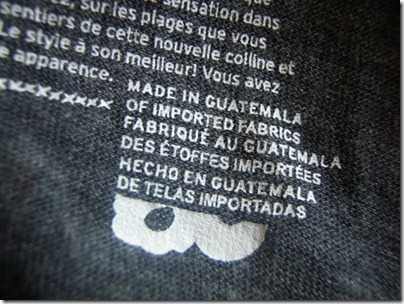 sensation dans
sur les plages que vous
sentiers de cette nouvelle colline et
Le style à son meilleur! Vous avez
apparence.
MADE IN GUATEMALA
OF IMPORTED FABRICS
FABRIQUÉ AU GUATEMALA
DES ÉTOFFES IMPORTÉES
HECHO EN GUATEMALA
DE TELAS IMPORTADAS